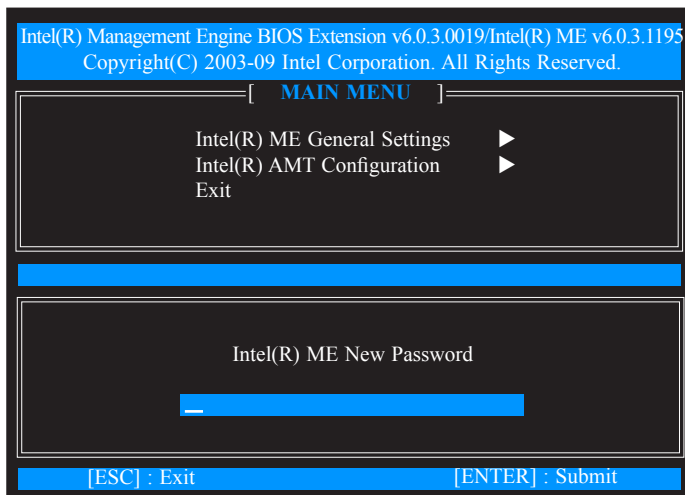 Intel(R) Management Engine BIOS Extension v6.0.3.0019/Intel(R) ME v6.0.3.1195
Copyright(C) 2003-09 Intel Corporation. All Rights Reserved.
[ MAIN MENU ]
Intel(R) ME General Settings ▶
Intel(R) AMT Configuration ▶
Exit
Intel(R) ME New Password
_
[ESC] : Exit [ENTER] : Submit